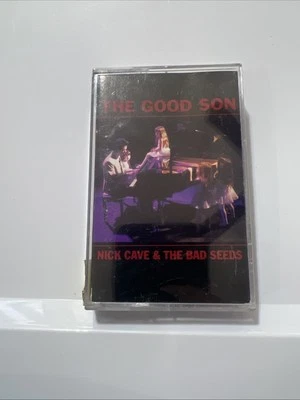 THE GOOD SON
NICK CAVE & THE BAD SEEDS